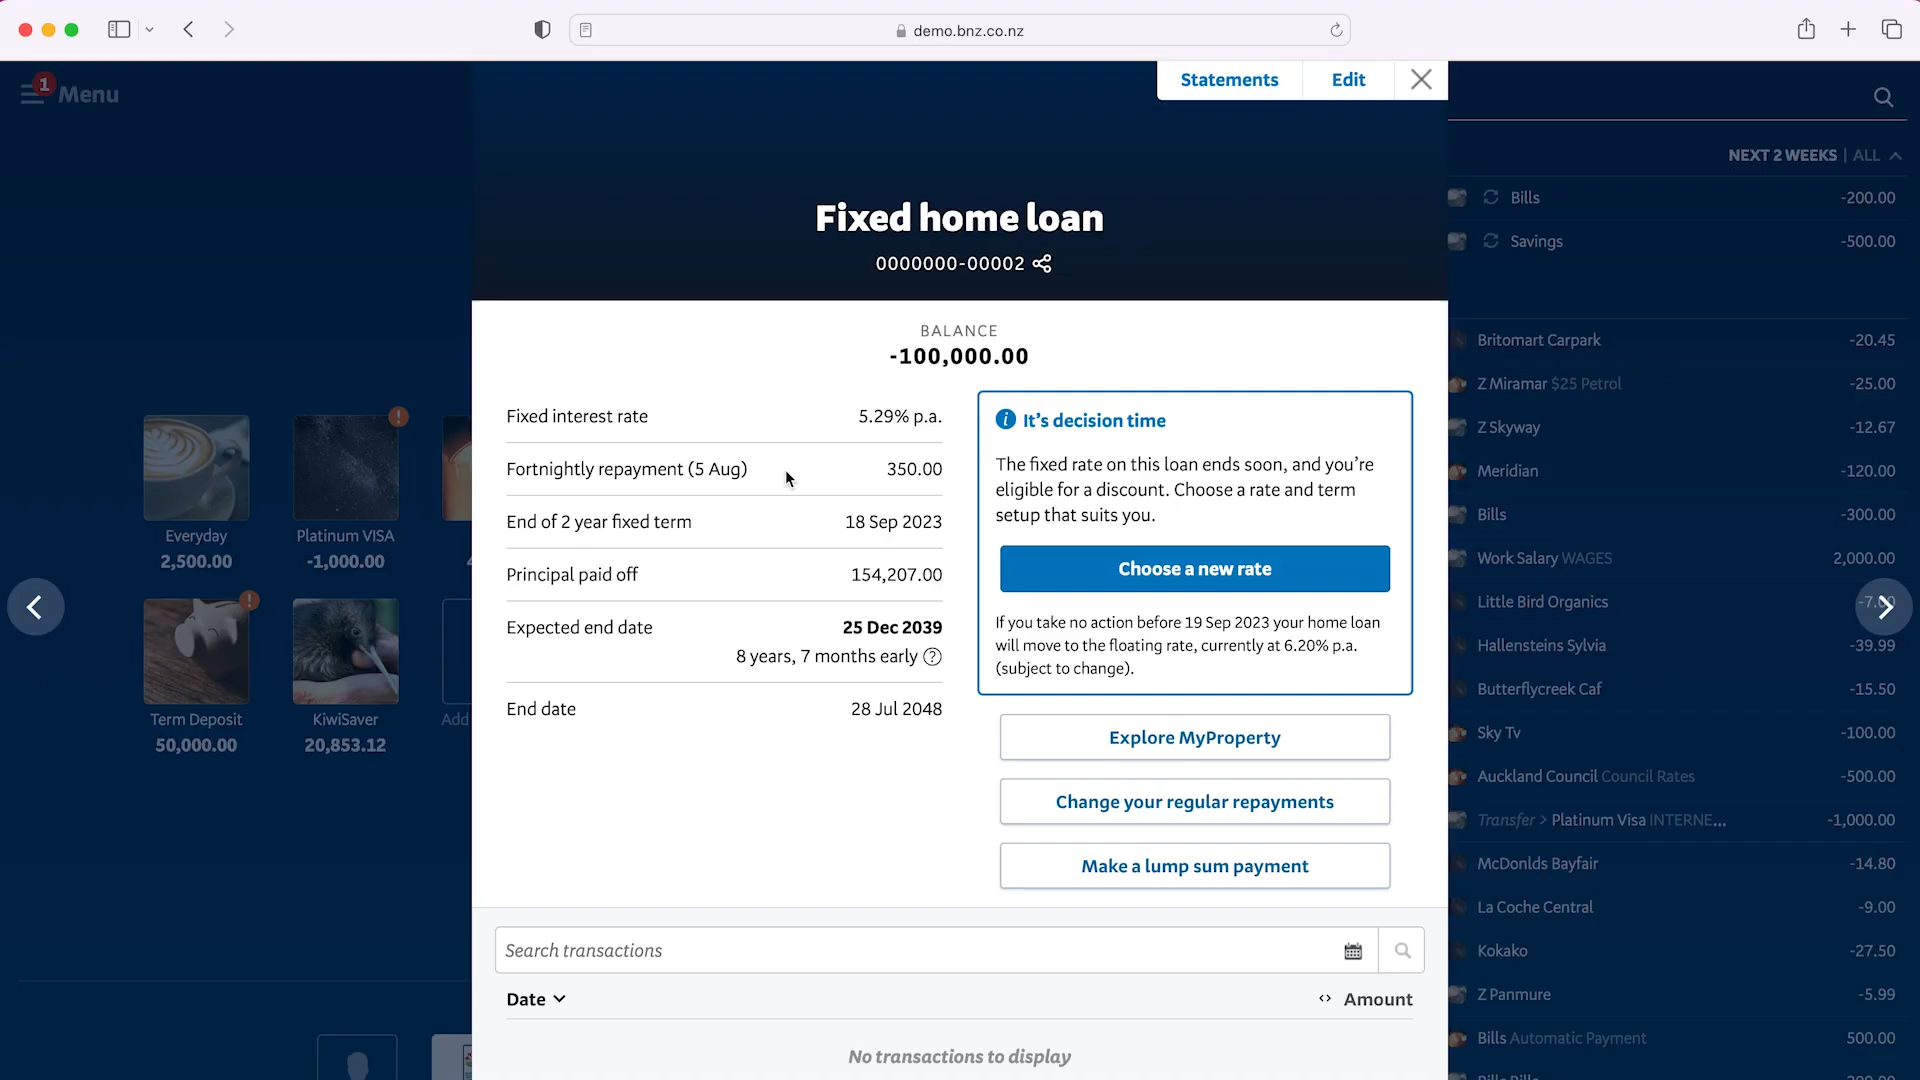 demo.bnz.co.nz
1
Menu
Statements
Edit
Fixed home loan
0000000-00002
BALANCE
-100,000.00
Fixed interest rate 5.29% p.a.
Fortnightly repayment (5 Aug) 350.00
End of 2 year fixed term 18 Sep 2023
Principal paid off 154,207.00
Expected end date 25 Dec 2039
8 years, 7 months early ?
End date 28 Jul 2048
i It's decision time
The fixed rate on this loan ends soon, and you're
eligible for a discount. Choose a rate and term
setup that suits you.
Choose a new rate
If you take no action before 19 Sep 2023 your home loan
will move to the floating rate, currently at 6.20% p.a.
(subject to change).
Explore MyProperty
Change your regular repayments
Make a lump sum payment
Search transactions
Date
Amount
No transactions to display
Everyday
2,500.00
!
Platinum VISA
-1,000.00
!
Term Deposit
50,000.00
KiwiSaver
20,853.12
Add
NEXT 2 WEEKS | ALL
Bills -200.00
Savings -500.00
Britomart Carpark -20.45
Z Miramar $25 Petrol -25.00
Z Skyway -12.67
Meridian -120.00
Bills -300.00
Work Salary WAGES 2,000.00
Little Bird Organics
Hallensteins Sylvia -39.99
Butterflycreek Caf -15.50
Sky Tv -100.00
Auckland Council Council Rates -500.00
Transfer > Platinum Visa INTERNE... -1,000.00
McDonlds Bayfair -14.80
La Coche Central -9.00
Kokako -27.50
Z Panmure -5.99
Bills Automatic Payment 500.00